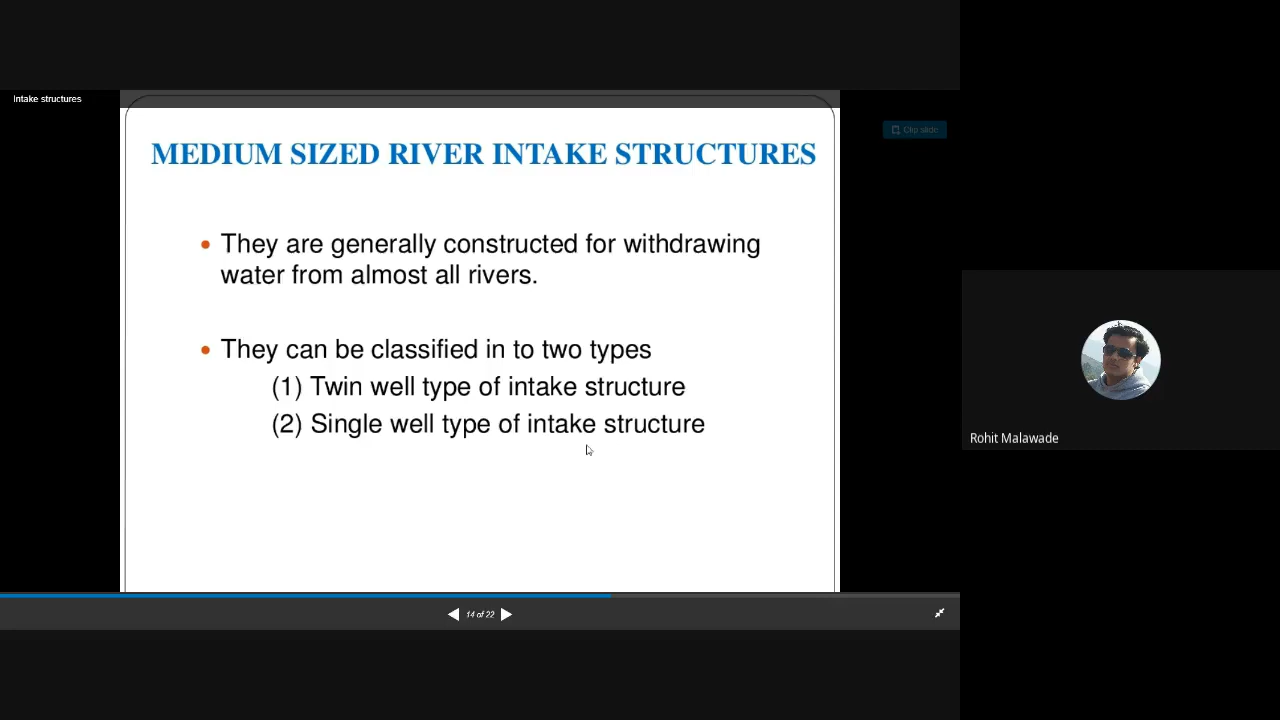 Intake structures
Clip slide
MEDIUM SIZED RIVER INTAKE STRUCTURES
• They are generally constructed for withdrawing
water from almost all rivers.
• They can be classified in to two types
(1) Twin well type of intake structure
(2) Single well type of intake structure
Rohit Malawade
14 of 22